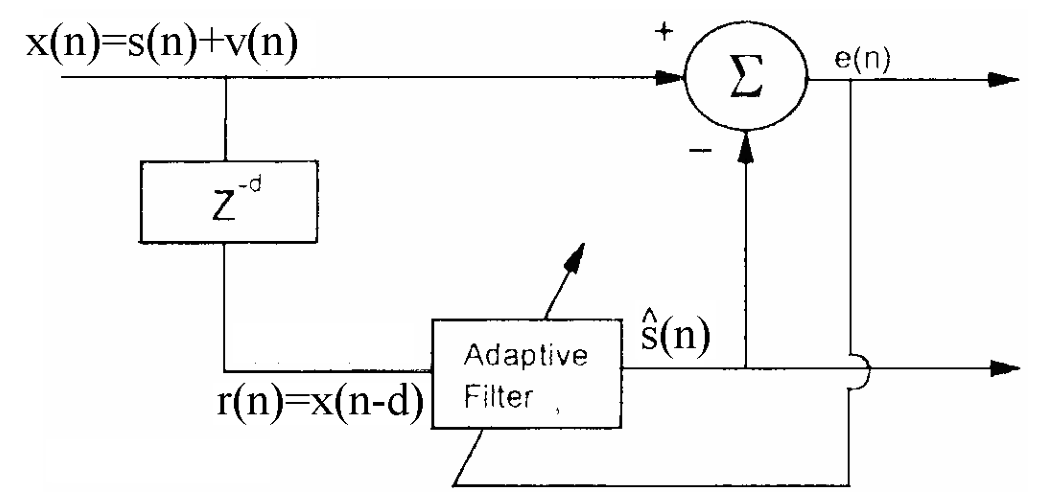 x(n)=s(n)+v(n)
+
Σ
e(n)
−
Z^-d
ŝ(n)
Adaptive
Filter
r(n)=x(n-d)